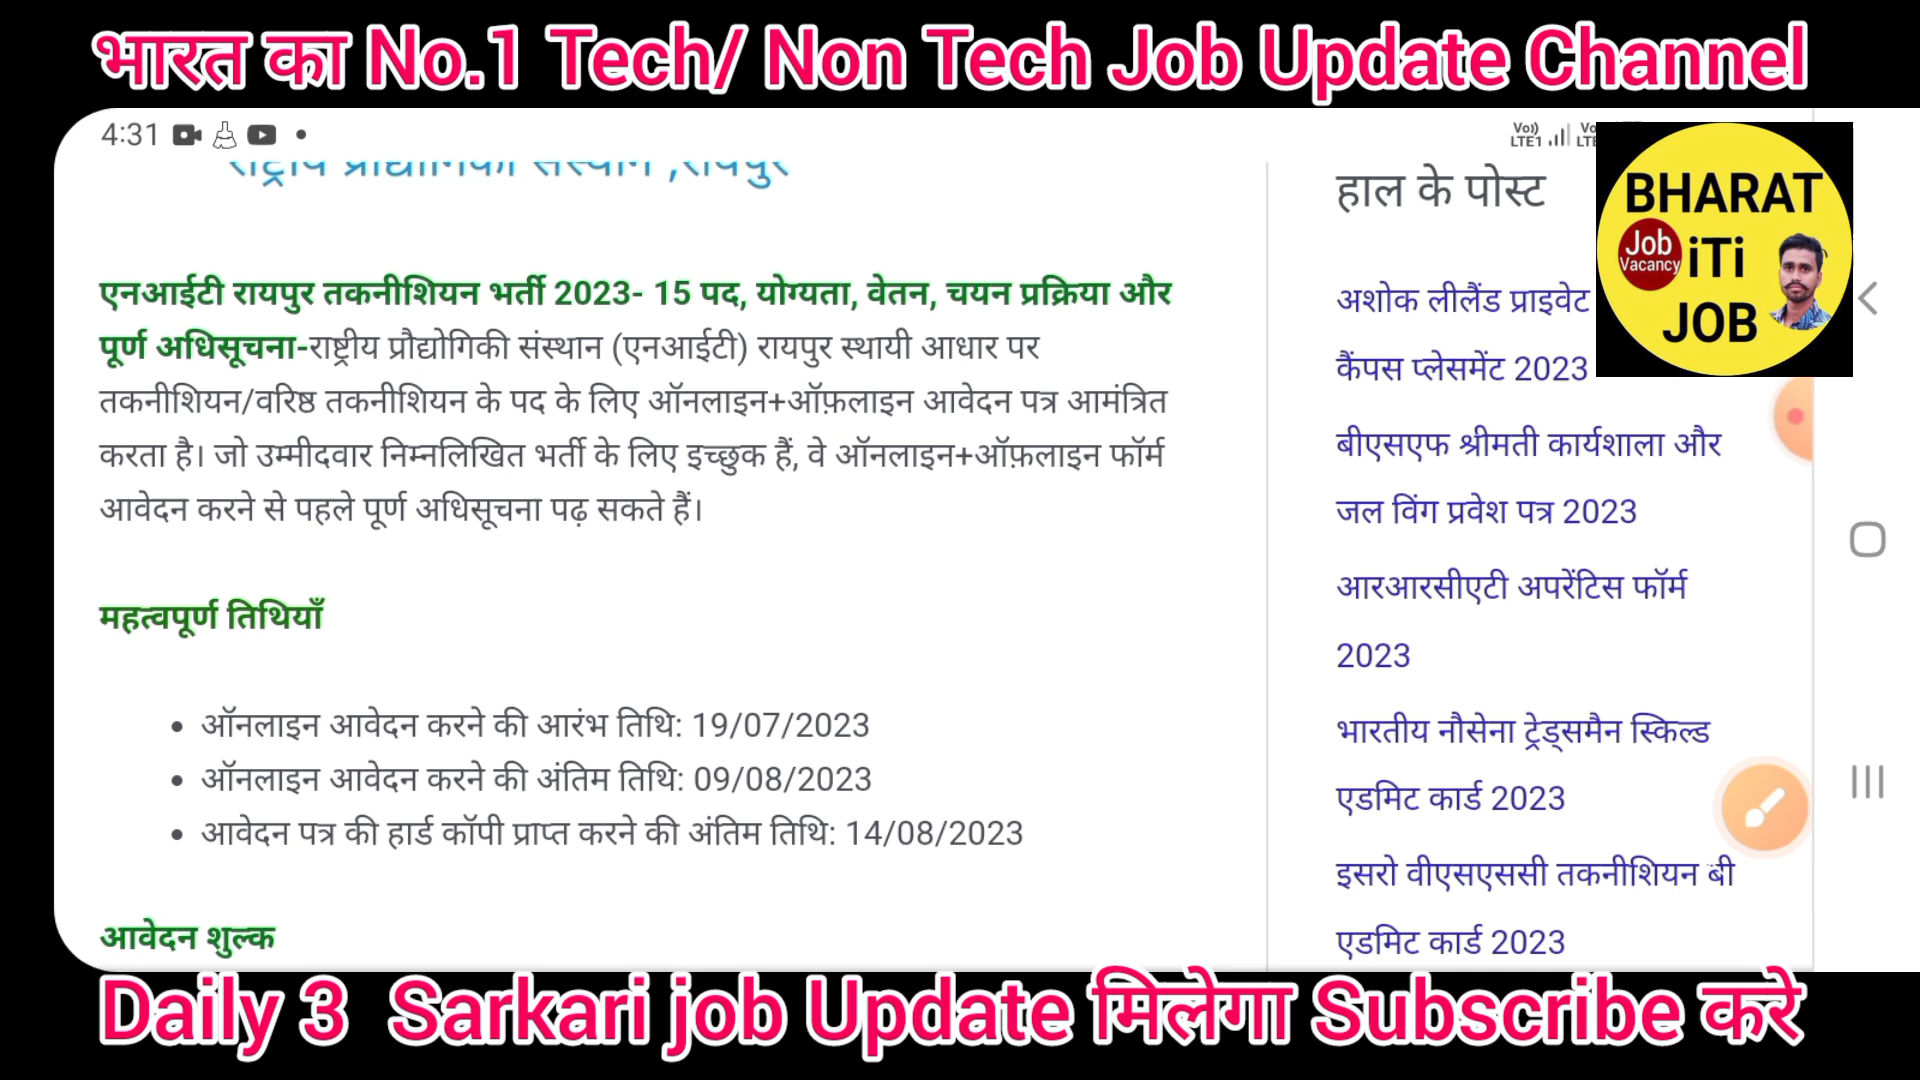 भारत का No.1 Tech/ Non Tech Job Update Channel
4:31
Vo))
LTE1
राष्ट्रीय प्रौद्योगिकी संस्थान ,रायपुर
एनआईटी रायपुर तकनीशियन भर्ती 2023- 15 पद, योग्यता, वेतन, चयन प्रक्रिया और
पूर्ण अधिसूचना-राष्ट्रीय प्रौद्योगिकी संस्थान (एनआईटी) रायपुर स्थायी आधार पर
तकनीशियन/वरिष्ठ तकनीशियन के पद के लिए ऑनलाइन+ऑफ़लाइन आवेदन पत्र आमंत्रित
करता है। जो उम्मीदवार निम्नलिखित भर्ती के लिए इच्छुक हैं, वे ऑनलाइन+ऑफ़लाइन फॉर्म
आवेदन करने से पहले पूर्ण अधिसूचना पढ़ सकते हैं।
महत्वपूर्ण तिथियाँ
• ऑनलाइन आवेदन करने की आरंभ तिथि: 19/07/2023
• ऑनलाइन आवेदन करने की अंतिम तिथि: 09/08/2023
• आवेदन पत्र की हार्ड कॉपी प्राप्त करने की अंतिम तिथि: 14/08/2023
आवेदन शुल्क
हाल के पोस्ट
अशोक लीलैंड प्राइवेट
कैंपस प्लेसमेंट 2023
बीएसएफ श्रीमती कार्यशाला और
जल विंग प्रवेश पत्र 2023
आरआरसीएटी अपरेंटिस फॉर्म
2023
भारतीय नौसेना ट्रेड्समैन स्किल्ड
एडमिट कार्ड 2023
इसरो वीएसएससी तकनीशियन बी
एडमिट कार्ड 2023
BHARAT
Job
Vacancy
iTi
JOB
Daily 3 Sarkari job Update मिलेगा Subscribe करे